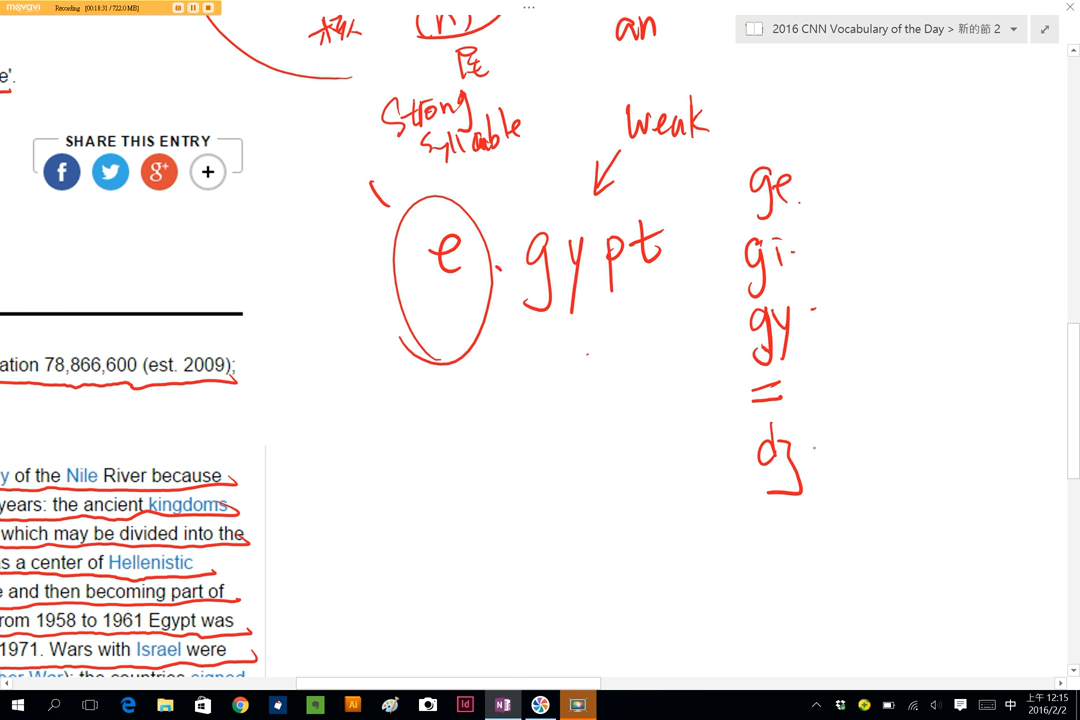 movavi Recording [00:18:31 / 722.0 MB]
2016 CNN Vocabulary of the Day > 新的節 2
an
e'.
Strong
syllable
weak
SHARE THIS ENTRY
ge
e.gypt
gi
gy
=
dʒ
ation 78,866,600 (est. 2009);
y of the Nile River because
years: the ancient kingdoms
which may be divided into the
s a center of Hellenistic
e and then becoming part of
rom 1958 to 1961 Egypt was
1971. Wars with Israel were
the countries signed
中
上午 12:15
2016/2/2